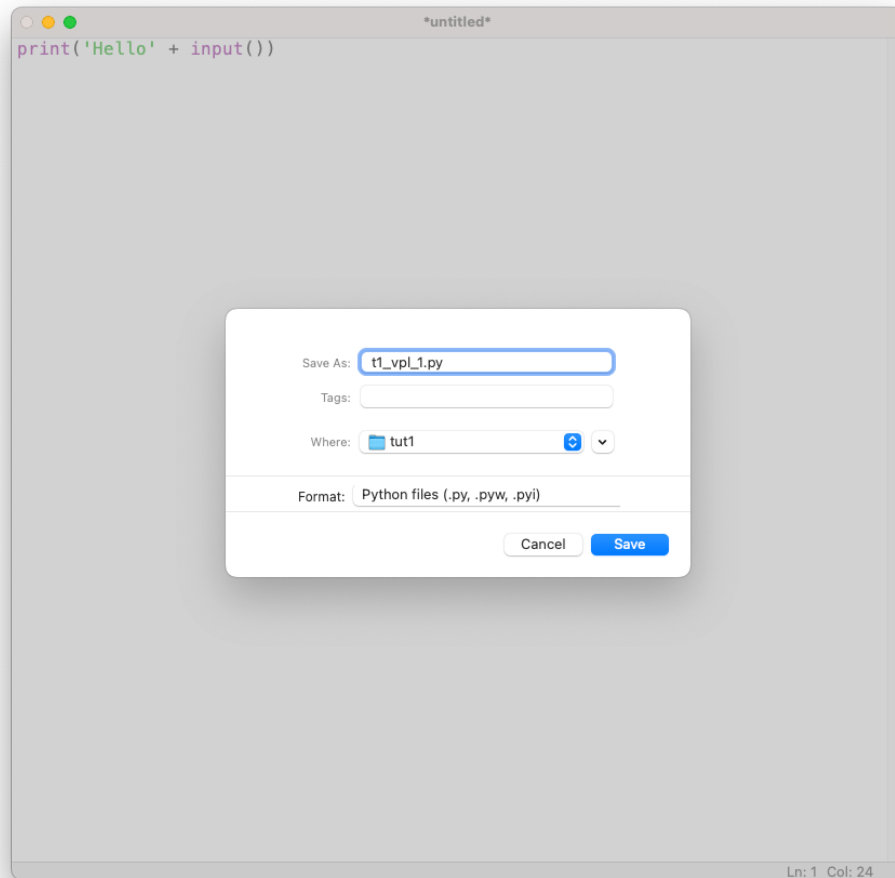 *untitled*
print('Hello' + input())
Save As: t1_vpl_1.py
Tags:
Where: tut1
Format: Python files (.py, .pyw, .pyi)
Cancel Save
Ln: 1 Col: 24